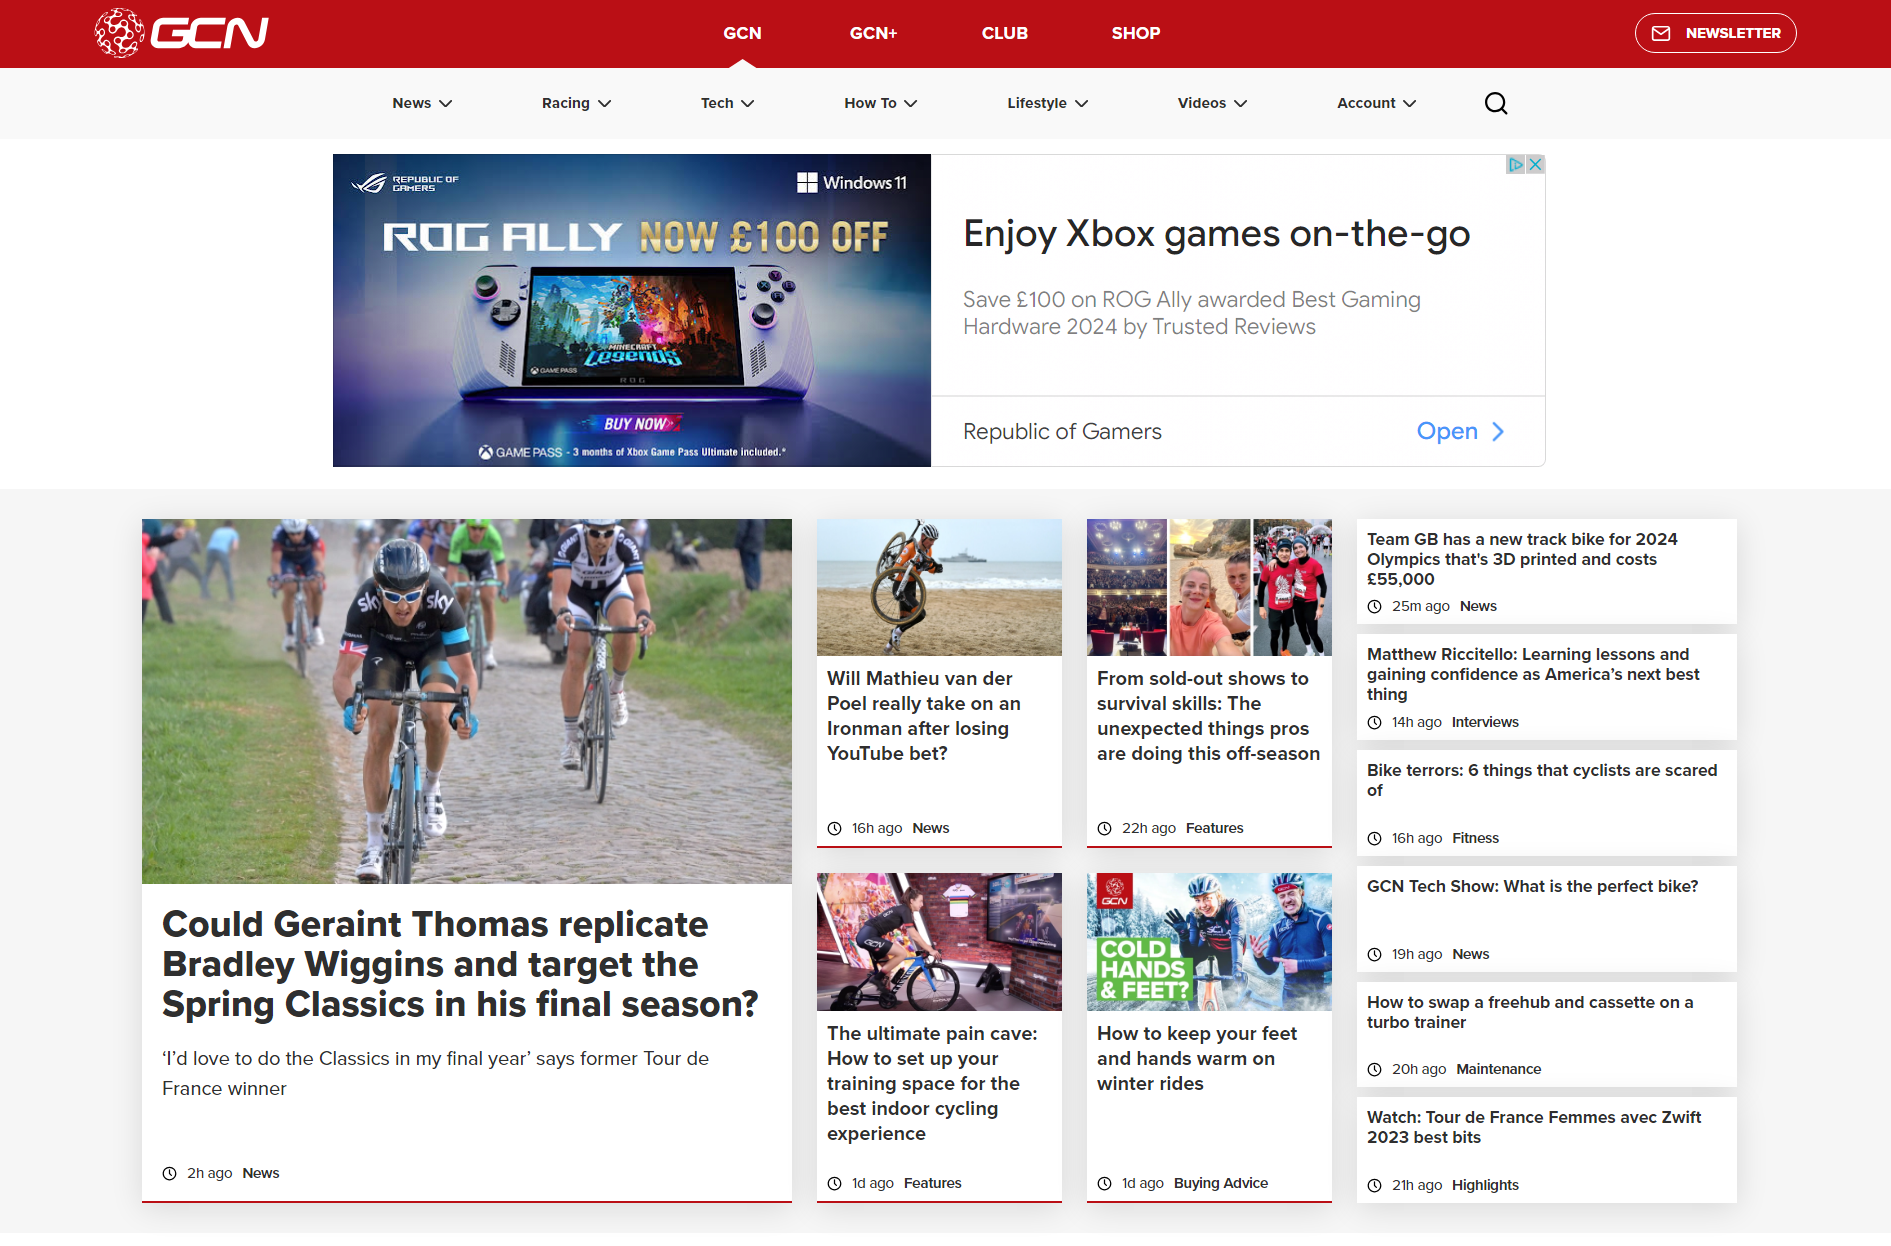 GCN
GCN
GCN+
CLUB
SHOP
NEWSLETTER
News
Racing
Tech
How To
Lifestyle
Videos
Account
REPUBLIC OF
GAMERS
Windows 11
ROG ALLY NOW £100 OFF
MINECRAFT
Legends
GAME PASS
ROG
BUY NOW
GAME PASS - 3 months of Xbox Game Pass Ultimate included.*
Enjoy Xbox games on-the-go
Save £100 on ROG Ally awarded Best Gaming
Hardware 2024 by Trusted Reviews
Republic of Gamers
Open
sky
sky
Could Geraint Thomas replicate
Bradley Wiggins and target the
Spring Classics in his final season?
‘I’d love to do the Classics in my final year’ says former Tour de
France winner
2h ago News
Will Mathieu van der
Poel really take on an
Ironman after losing
YouTube bet?
16h ago News
From sold-out shows to
survival skills: The
unexpected things pros
are doing this off-season
22h ago Features
GCN
The ultimate pain cave:
How to set up your
training space for the
best indoor cycling
experience
1d ago Features
GCN
COLD
HANDS
& FEET?
How to keep your feet
and hands warm on
winter rides
1d ago Buying Advice
Team GB has a new track bike for 2024
Olympics that's 3D printed and costs
£55,000
25m ago News
Matthew Riccitello: Learning lessons and
gaining confidence as America’s next best
thing
14h ago Interviews
Bike terrors: 6 things that cyclists are scared
of
16h ago Fitness
GCN Tech Show: What is the perfect bike?
19h ago News
How to swap a freehub and cassette on a
turbo trainer
20h ago Maintenance
Watch: Tour de France Femmes avec Zwift
2023 best bits
21h ago Highlights